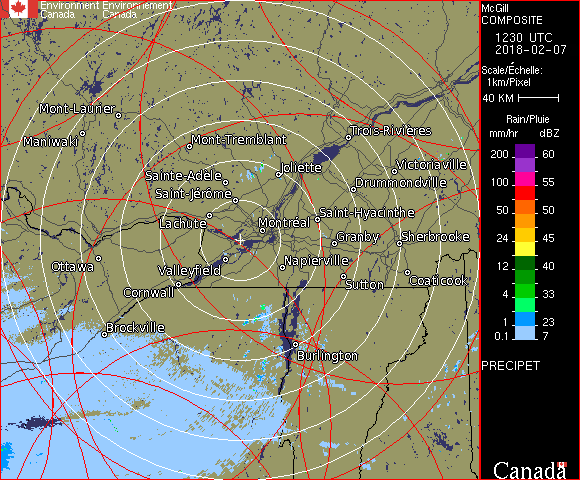 Environment Environnement
Canada Canada
McGill
COMPOSITE
1230 UTC
2018-02-07
Scale/Échelle:
1km/Pixel
40 KM
Rain/Pluie
mm/hr dBZ
200 60
100 55
50 50
24 45
12 40
4 33
1 23
0.1 7
PRECIPET
Canada
Mont-Laurier
Maniwaki
Mont-Tremblant
Trois-Rivières
Sainte-Adèle
Joliette
Victoriaville
Saint-Jérôme
Drummondville
Lachute
Montréal
Saint-Hyacinthe
Granby
Sherbrooke
Ottawa
Valleyfield
Napierville
Cornwall
Sutton
Coaticook
Brockville
Burlington